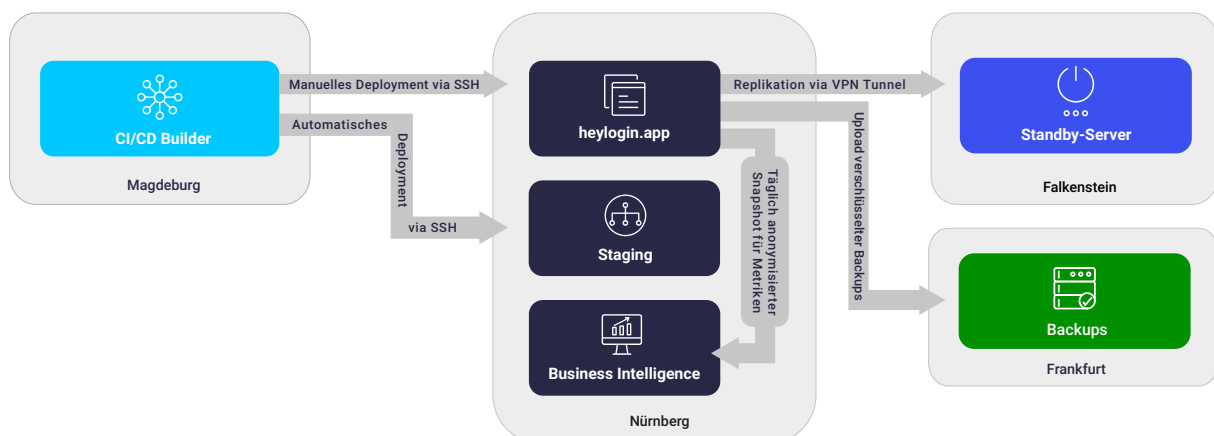 CI/CD Builder
Magdeburg
Manuelles Deployment via SSH
Automatisches
Deployment
via SSH
heylogin.app
Staging
Business Intelligence
Nürnberg
Replikation via VPN Tunnel
Täglich anonymisierter
Snapshot für Metriken
Upload verschlüsselter Backups
Standby-Server
Falkenstein
Backups
Frankfurt